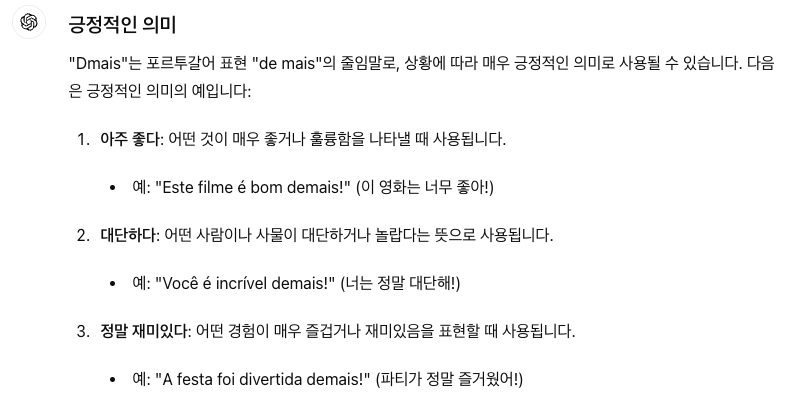 긍정적인 의미
"Dmais"는 포르투갈어 표현 "de mais"의 줄임말로, 상황에 따라 매우 긍정적인 의미로 사용될 수 있습니다. 다음
은 긍정적인 의미의 예입니다:
1. 아주 좋다: 어떤 것이 매우 좋거나 훌륭함을 나타낼 때 사용됩니다.
• 예: "Este filme é bom demais!" (이 영화는 너무 좋아!)
2. 대단하다: 어떤 사람이나 사물이 대단하거나 놀랍다는 뜻으로 사용됩니다.
• 예: "Você é incrível demais!" (너는 정말 대단해!)
3. 정말 재미있다: 어떤 경험이 매우 즐겁거나 재미있음을 표현할 때 사용됩니다.
• 예: "A festa foi divertida demais!" (파티가 정말 즐거웠어!)